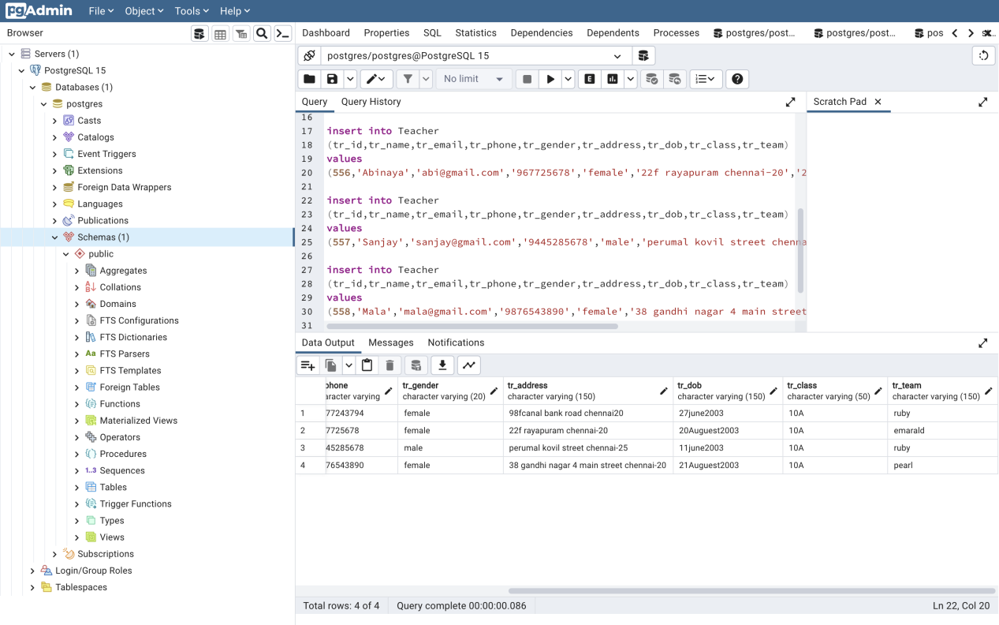 pgAdmin File Object Tools Help
Browser
Servers (1)
PostgreSQL 15
Databases (1)
postgres
Casts
Catalogs
Event Triggers
Extensions
Foreign Data Wrappers
Languages
Publications
Schemas (1)
public
Aggregates
Collations
Domains
FTS Configurations
FTS Dictionaries
Aa FTS Parsers
FTS Templates
Foreign Tables
Functions
Materialized Views
Operators
Procedures
1..3 Sequences
Tables
Trigger Functions
Types
Views
Subscriptions
Login/Group Roles
Tablespaces
Dashboard Properties SQL Statistics Dependencies Dependents Processes postgres/post... postgres/post... pos
postgres/postgres@PostgreSQL 15
No limit E
Query Query History Scratch Pad
16
17 insert into Teacher
18 (tr_id,tr_name,tr_email,tr_phone,tr_gender,tr_address,tr_dob,tr_class,tr_team)
19 values
20 (556,'Abinaya','abi@gmail.com','967725678','female','22f rayapuram chennai-20','2
21
22 insert into Teacher
23 (tr_id,tr_name,tr_email,tr_phone,tr_gender,tr_address,tr_dob,tr_class,tr_team)
24 values
25 (557,'Sanjay','sanjay@gmail.com','9445285678','male','perumal kovil street chenna
26
27 insert into Teacher
28 (tr_id,tr_name,tr_email,tr_phone,tr_gender,tr_address,tr_dob,tr_class,tr_team)
29 values
30 (558,'Mala','mala@gmail.com','9876543890','female','38 gandhi nagar 4 main street
31
Data Output Messages Notifications
phone tr_gender tr_address tr_dob tr_class tr_team
aracter varying character varying (20) character varying (150) character varying (150) character varying (50) character varying (150)
1 77243794 female 98fcanal bank road chennai20 27june2003 10A ruby
2 7725678 female 22f rayapuram chennai-20 20Auguest2003 10A emarald
3 45285678 male perumal kovil street chennai-25 11june2003 10A ruby
4 76543890 female 38 gandhi nagar 4 main street chennai-20 21Auguest2003 10A pearl
Total rows: 4 of 4 Query complete 00:00:00.086 Ln 22, Col 20